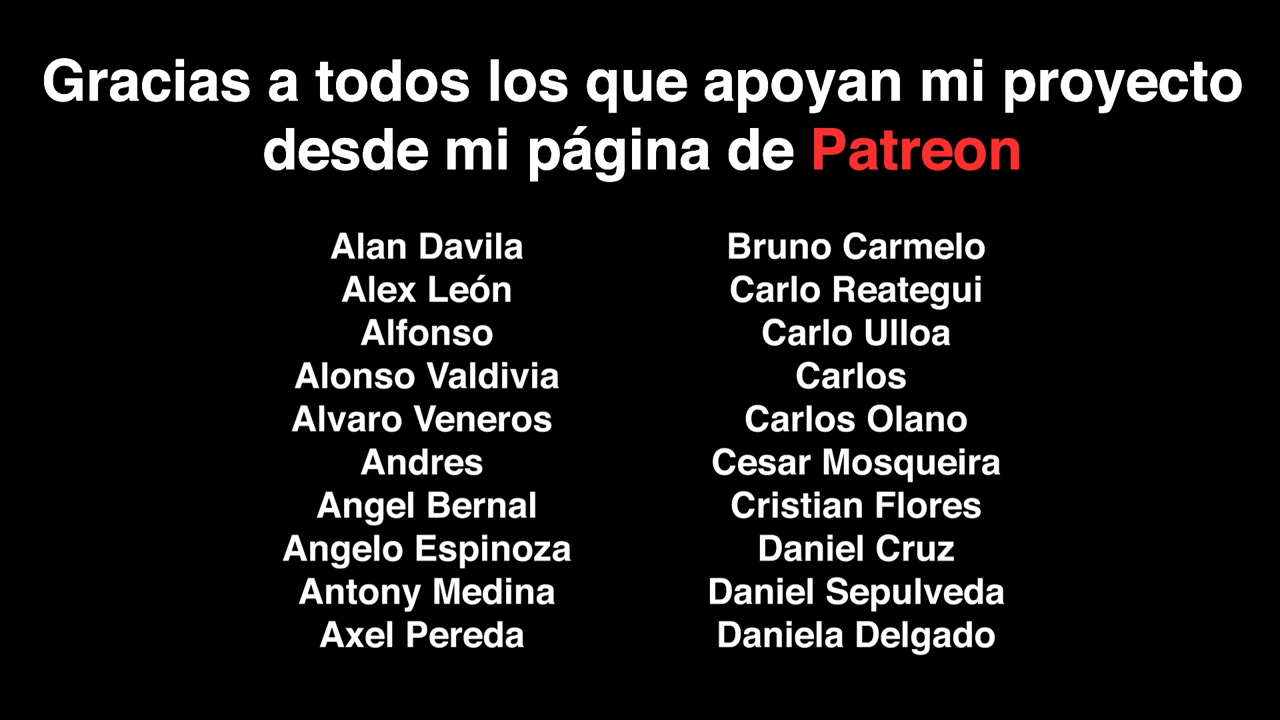 Gracias a todos los que apoyan mi proyecto
desde mi página de Patreon
Alan Davila
Alex León
Alfonso
Alonso Valdivia
Alvaro Veneros
Andres
Angel Bernal
Angelo Espinoza
Antony Medina
Axel Pereda
Bruno Carmelo
Carlo Reategui
Carlo Ulloa
Carlos
Carlos Olano
Cesar Mosqueira
Cristian Flores
Daniel Cruz
Daniel Sepulveda
Daniela Delgado